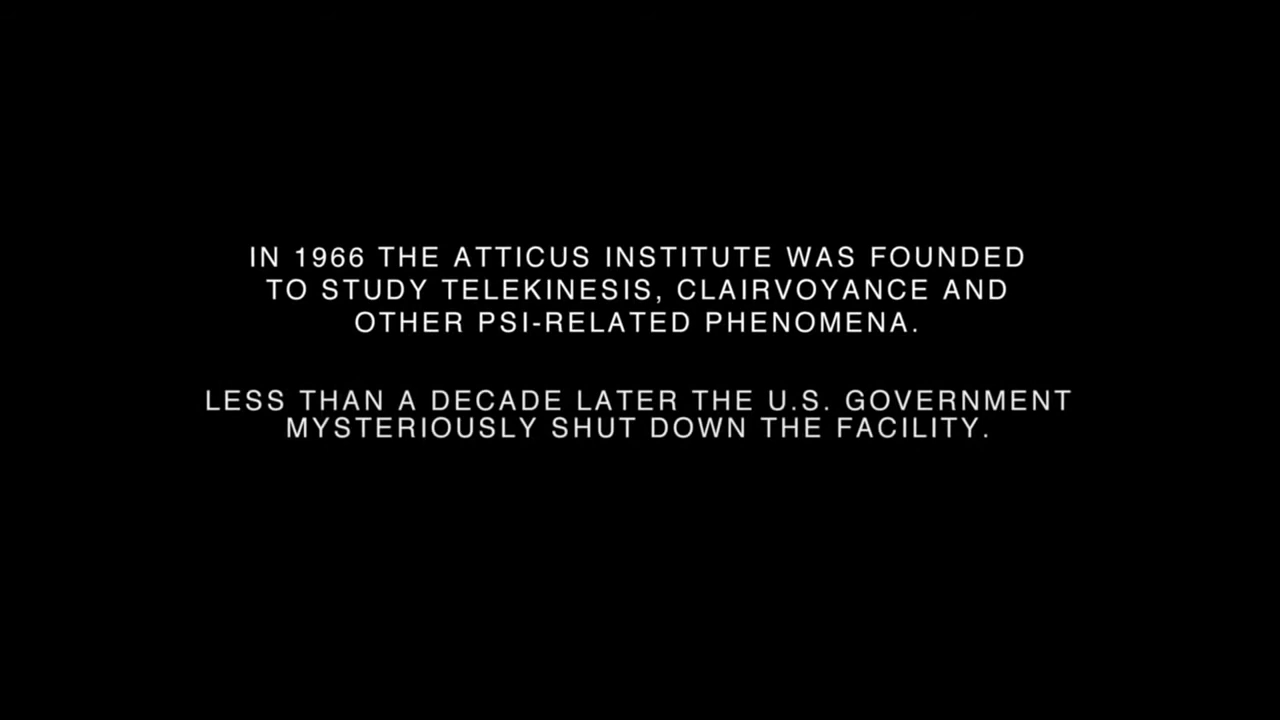 IN 1966 THE ATTICUS INSTITUTE WAS FOUNDED
TO STUDY TELEKINESIS, CLAIRVOYANCE AND
OTHER PSI-RELATED PHENOMENA.
LESS THAN A DECADE LATER THE U.S. GOVERNMENT
MYSTERIOUSLY SHUT DOWN THE FACILITY.